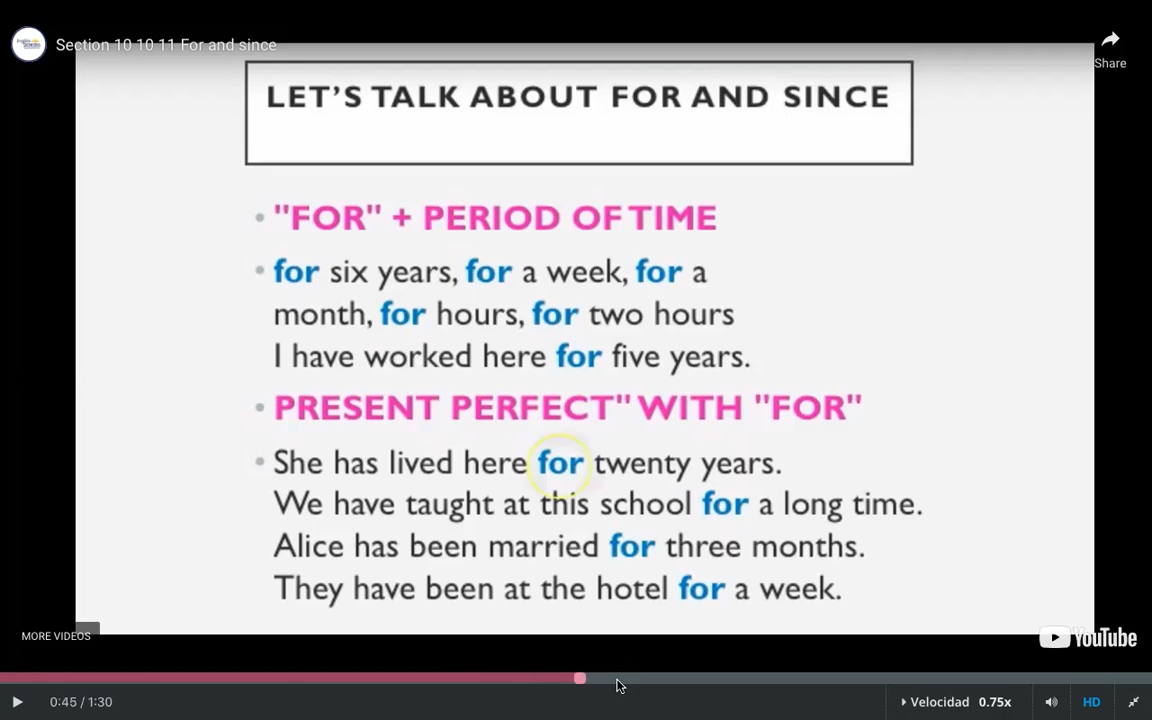 Section 10 10 11 For and since
Share
LET'S TALK ABOUT FOR AND SINCE
• "FOR" + PERIOD OF TIME
• for six years, for a week, for a
month, for hours, for two hours
I have worked here for five years.
• PRESENT PERFECT" WITH "FOR"
• She has lived here for twenty years.
We have taught at this school for a long time.
Alice has been married for three months.
They have been at the hotel for a week.
MORE VIDEOS
YouTube
0:45 / 1:30
Velocidad 0.75x
HD